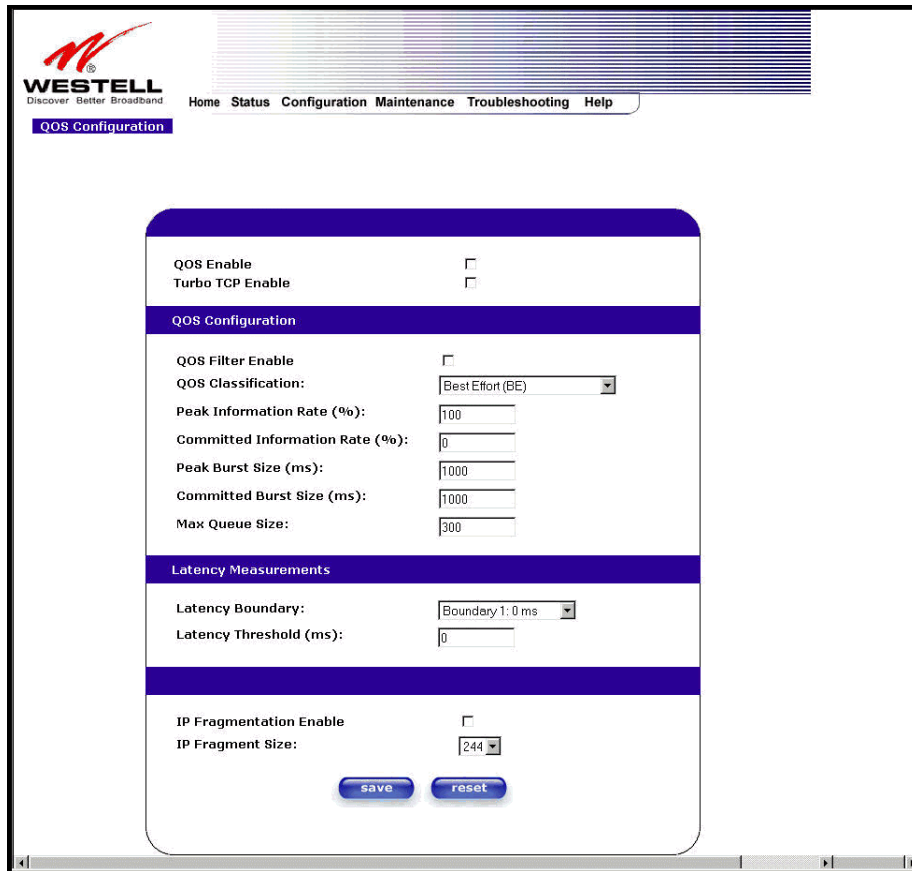 WESTELL®
Discover Better Broadband
Home Status Configuration Maintenance Troubleshooting Help
QOS Configuration
QOS Enable
Turbo TCP Enable
QOS Configuration
QOS Filter Enable
QOS Classification: Best Effort (BE)
Peak Information Rate (%): 100
Committed Information Rate (%): 0
Peak Burst Size (ms): 1000
Committed Burst Size (ms): 1000
Max Queue Size: 300
Latency Measurements
Latency Boundary: Boundary 1: 0 ms
Latency Threshold (ms): 0
IP Fragmentation Enable
IP Fragment Size: 244
save reset